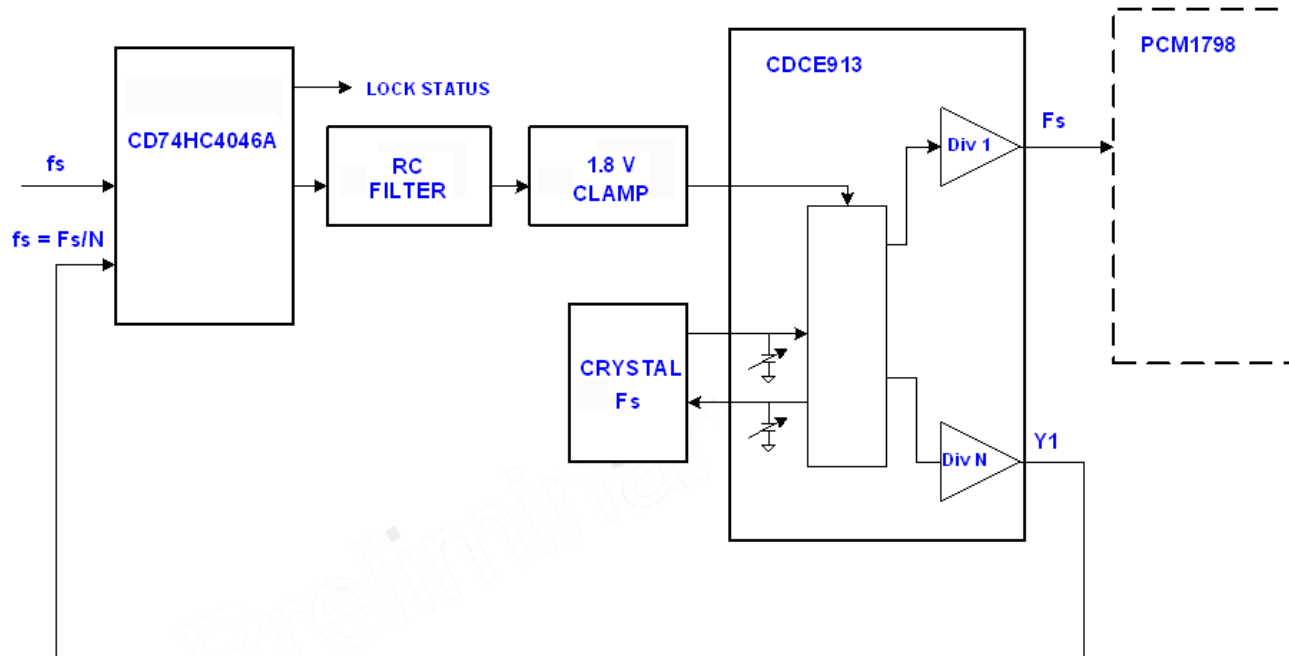 PCM1798
CDCE913
LOCK STATUS
CD74HC4046A
RC
FILTER
1.8 V
CLAMP
Div 1
Fs
fs
fs = Fs/N
CRYSTAL
Fs
Div N
Y1
Preliminar